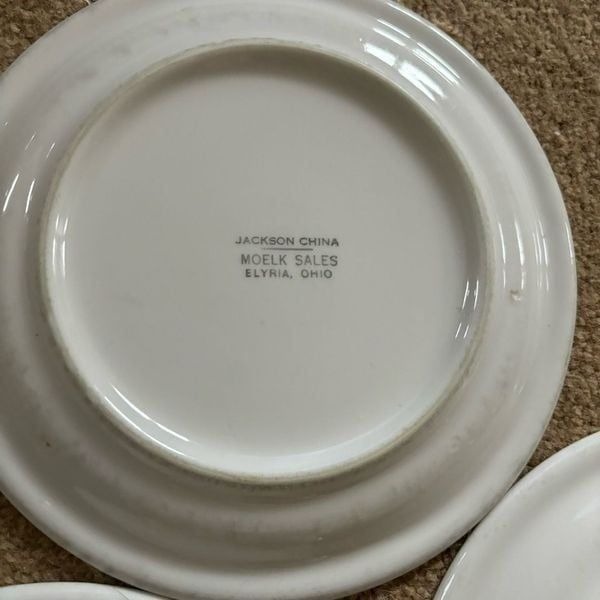 JACKSON CHINA
MOELK SALES
ELYRIA, OHIO